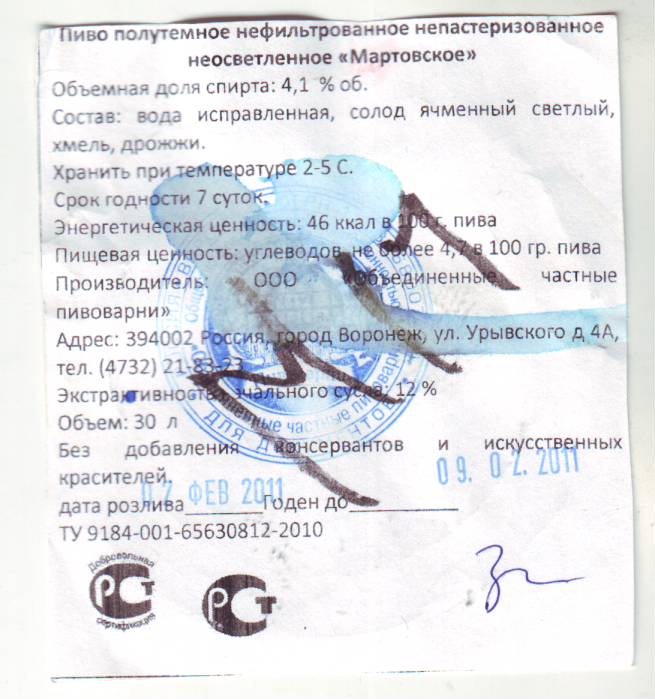 Пиво полутемное нефильтрованное непастеризованное
неосветленное «Мартовское»
Объемная доля спирта: 4,1 % об.
Состав: вода исправленная, солод ячменный светлый,
хмель, дрожжи.
Хранить при температуре 2-5 С.
Срок годности 7 суток.
Энергетическая ценность: 46 ккал в 100 г. пива
Пищевая ценность: углеводов не более 4,7 в 100 гр. пива
Производитель: ООО «Объединенные частные
пивоварни»
Адрес: 394002 Россия, город Воронеж, ул. Урывского д 4А,
тел. (4732) 21-83-23
Экстрактивность начального сусла: 12 %
Объем: 30 л
Без добавления консервантов и искусственных
красителей.
07 ФЕВ 2011 09. 02. 2011
дата розлива________Годен до__________
ТУ 9184-001-65630812-2010
Добровольная
РСТ
сертификация
РСТ